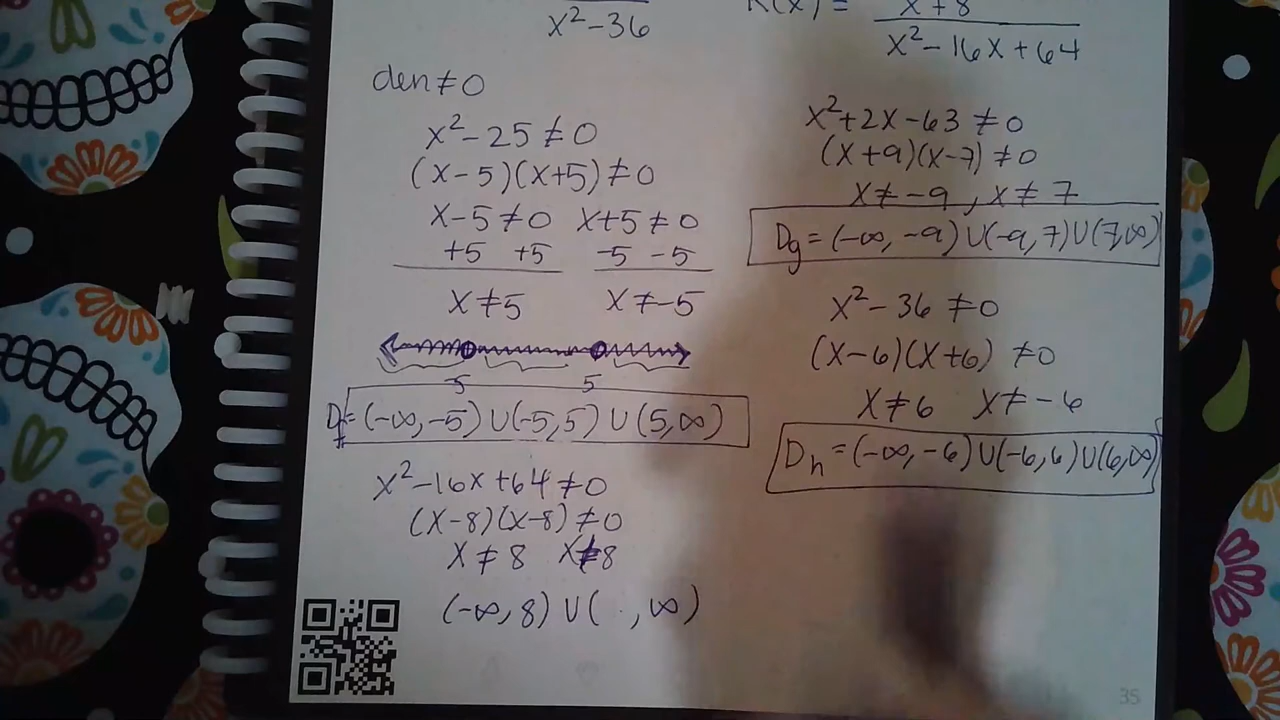 x²-36
K(x) = x+8
x²-16x+64
den≠0
x²-25≠0
(x-5)(x+5)≠0
x-5≠0 x+5≠0
+5 +5 -5 -5
x≠5 x≠-5
-5 5
Df=(-∞,-5)∪(-5,5)∪(5,∞)
x²-16x+64≠0
(x-8)(x-8)≠0
x≠8 x≠8
(-∞,8)∪( ,∞)
x²+2x-63≠0
(x+9)(x-7)≠0
x≠-9, x≠7
Dg=(-∞,-9)∪(-9,7)∪(7,∞)
x²-36≠0
(x-6)(x+6)≠0
x≠6 x≠-6
Dh=(-∞,-6)∪(-6,6)∪(6,∞)
35